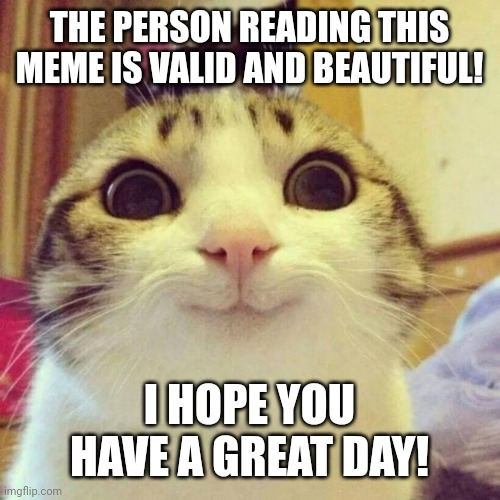 THE PERSON READING THIS
MEME IS VALID AND BEAUTIFUL!
I HOPE YOU
HAVE A GREAT DAY!
imgflip.com